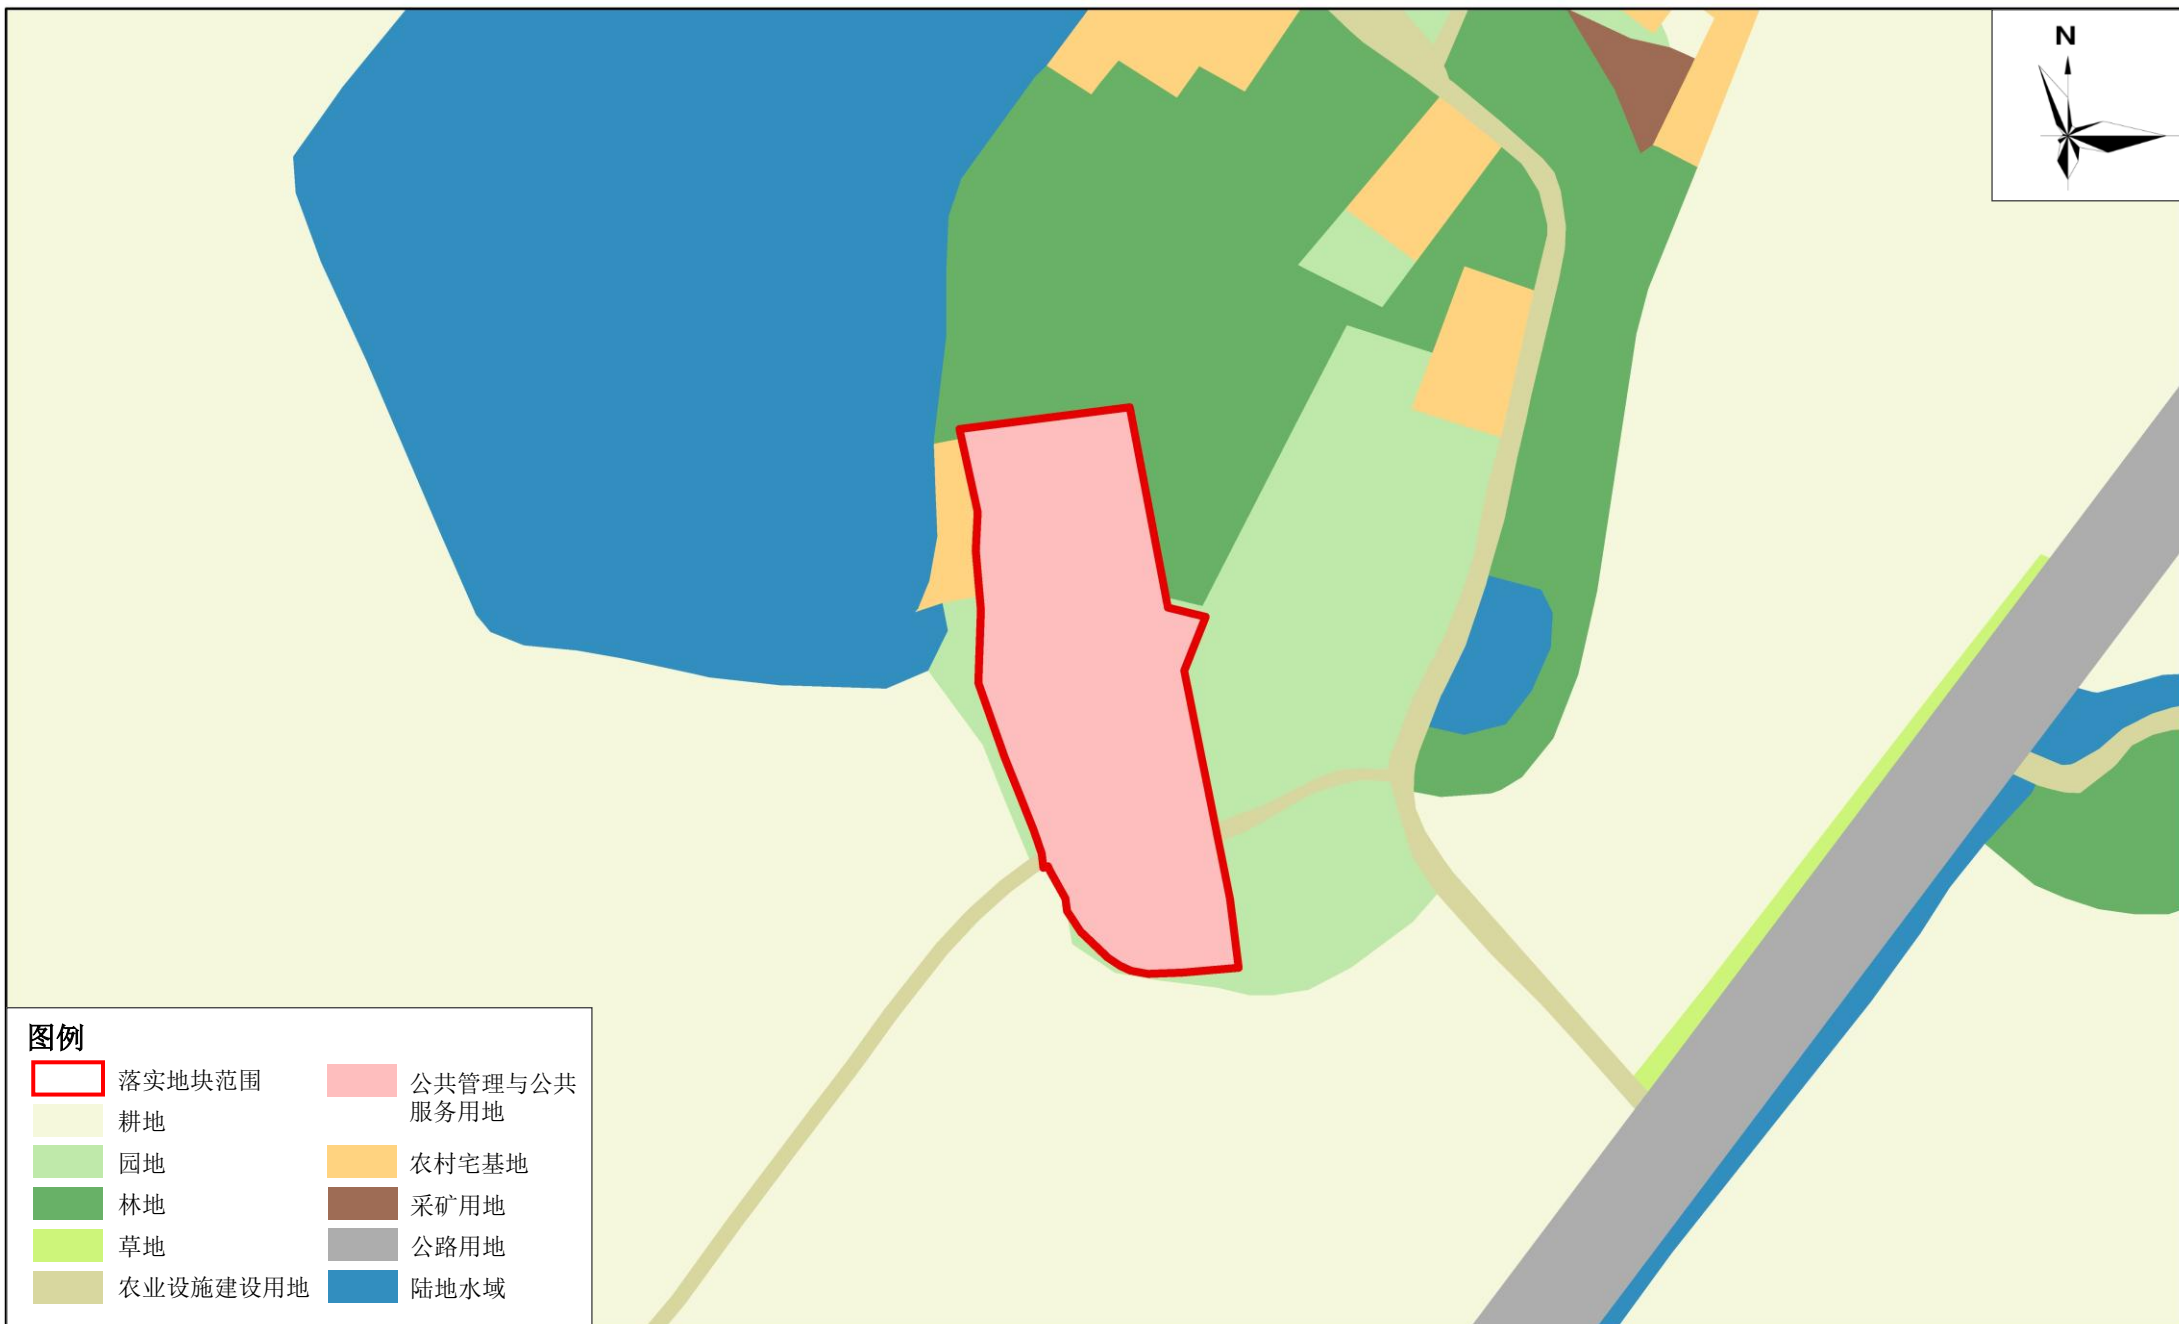 N
图例
落实地块范围
耕地
园地
林地
草地
农业设施建设用地
公共管理与公共
服务用地
农村宅基地
采矿用地
公路用地
陆地水域